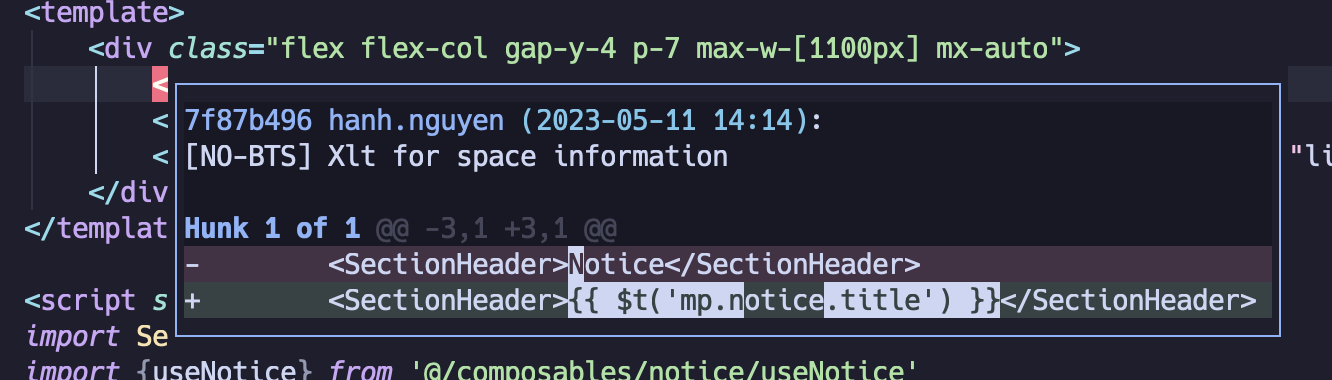 <template>
<div class="flex flex-col gap-y-4 p-7 max-w-[1100px] mx-auto">
<
7f87b496 hanh.nguyen (2023-05-11 14:14):
<
[NO-BTS] Xlt for space information
<
"li
</div
</templat
Hunk 1 of 1 @@ -3,1 +3,1 @@
- <SectionHeader>Notice</SectionHeader>
<script s
+ <SectionHeader>{{ $t('mp.notice.title') }}</SectionHeader>
import Se
import {useNotice} from '@/composables/notice/useNotice'